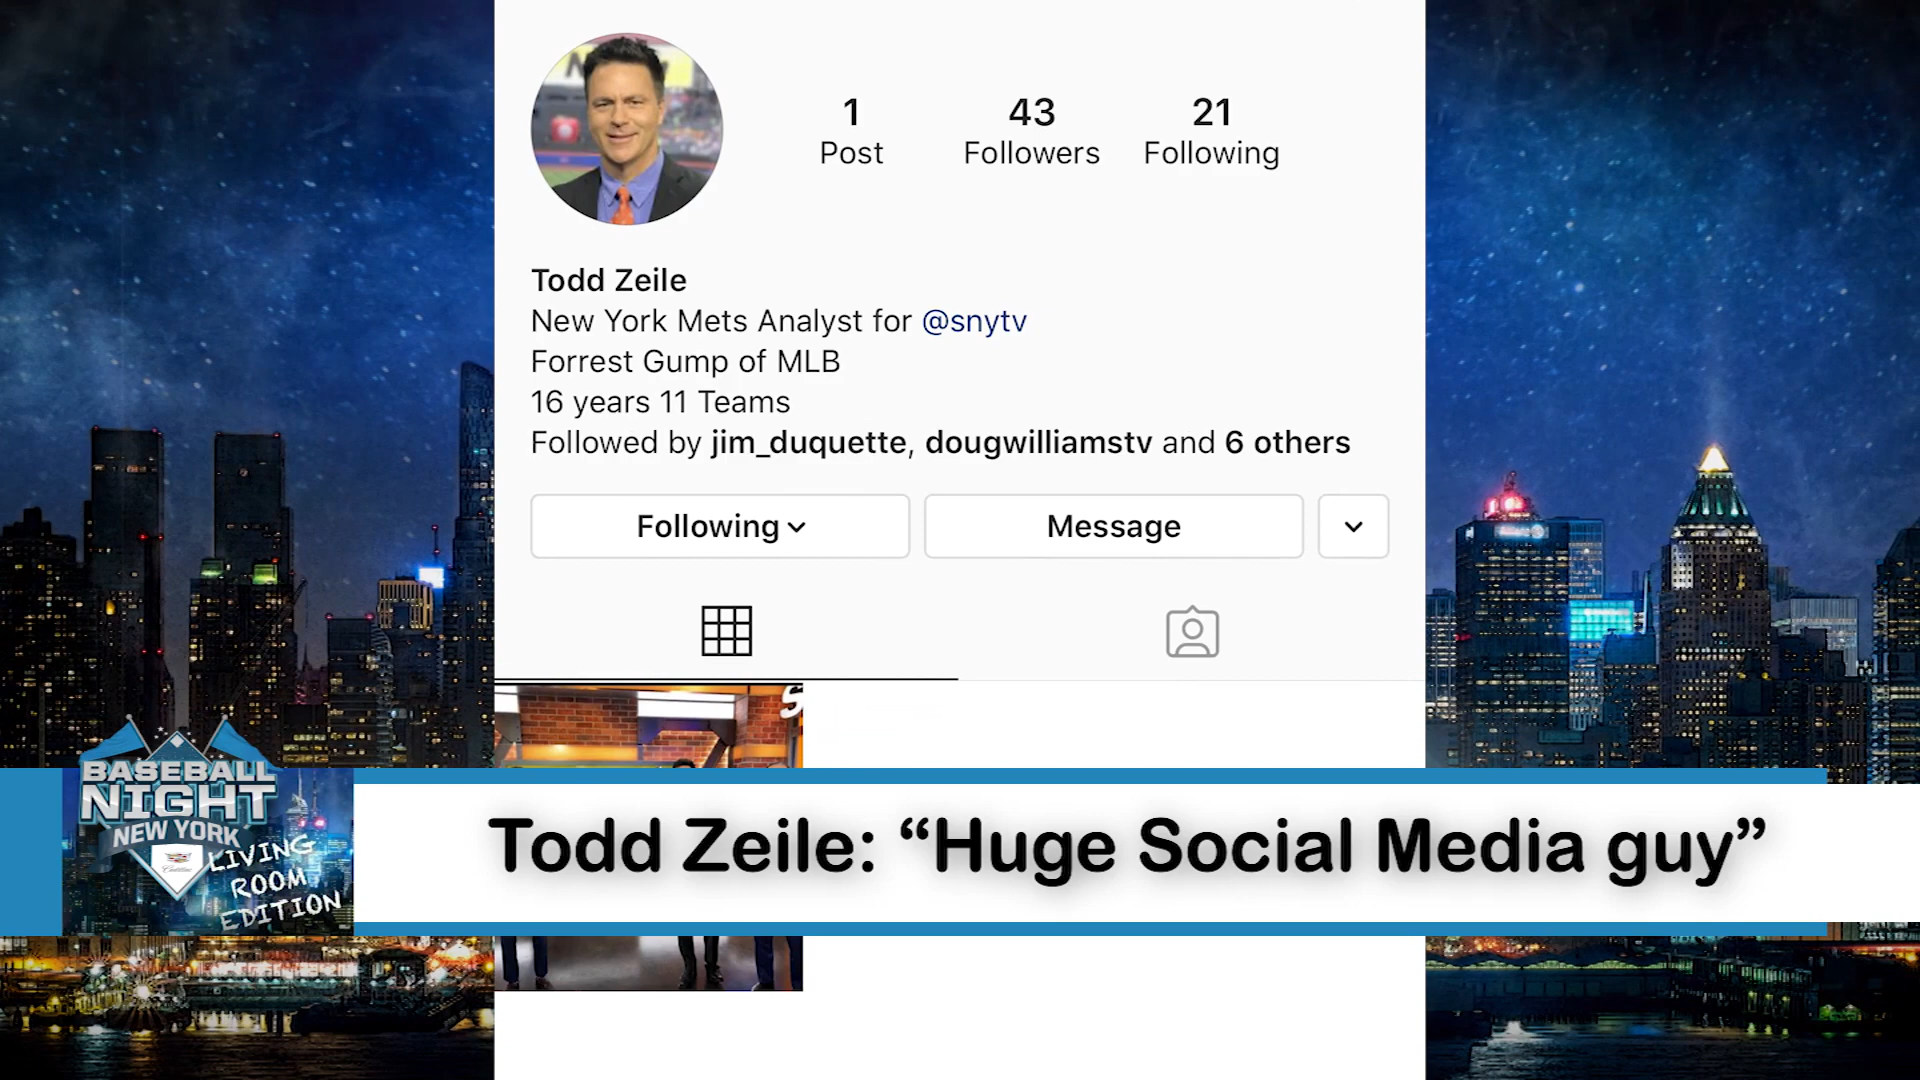 1
Post
43
Followers
21
Following
Todd Zeile
New York Mets Analyst for @snytv
Forrest Gump of MLB
16 years 11 Teams
Followed by jim_duquette, dougwilliamstv and 6 others
Following
Message
BASEBALL
NIGHT
NEW YORK
LIVING
ROOM
EDITION
Todd Zeile: “Huge Social Media guy”